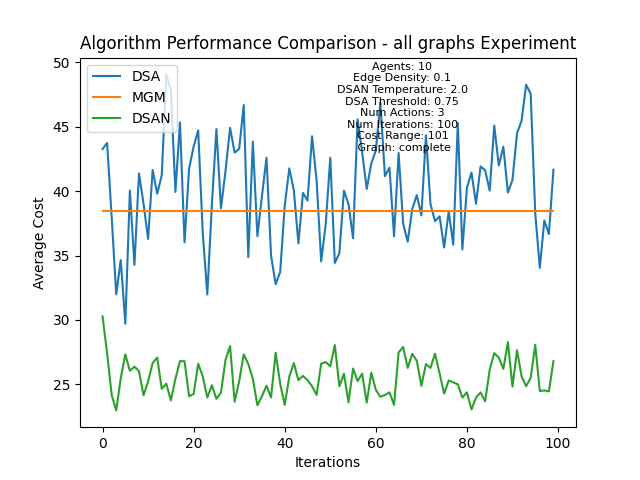 Algorithm Performance Comparison - all graphs Experiment
DSA
MGM
DSAN
Agents: 10
Edge Density: 0.1
DSAN Temperature: 2.0
DSA Threshold: 0.75
Num Actions: 3
Num Iterations: 100
Cost Range: 101
Graph: complete
Average Cost
50
45
40
35
30
25
0 20 40 60 80 100
Iterations